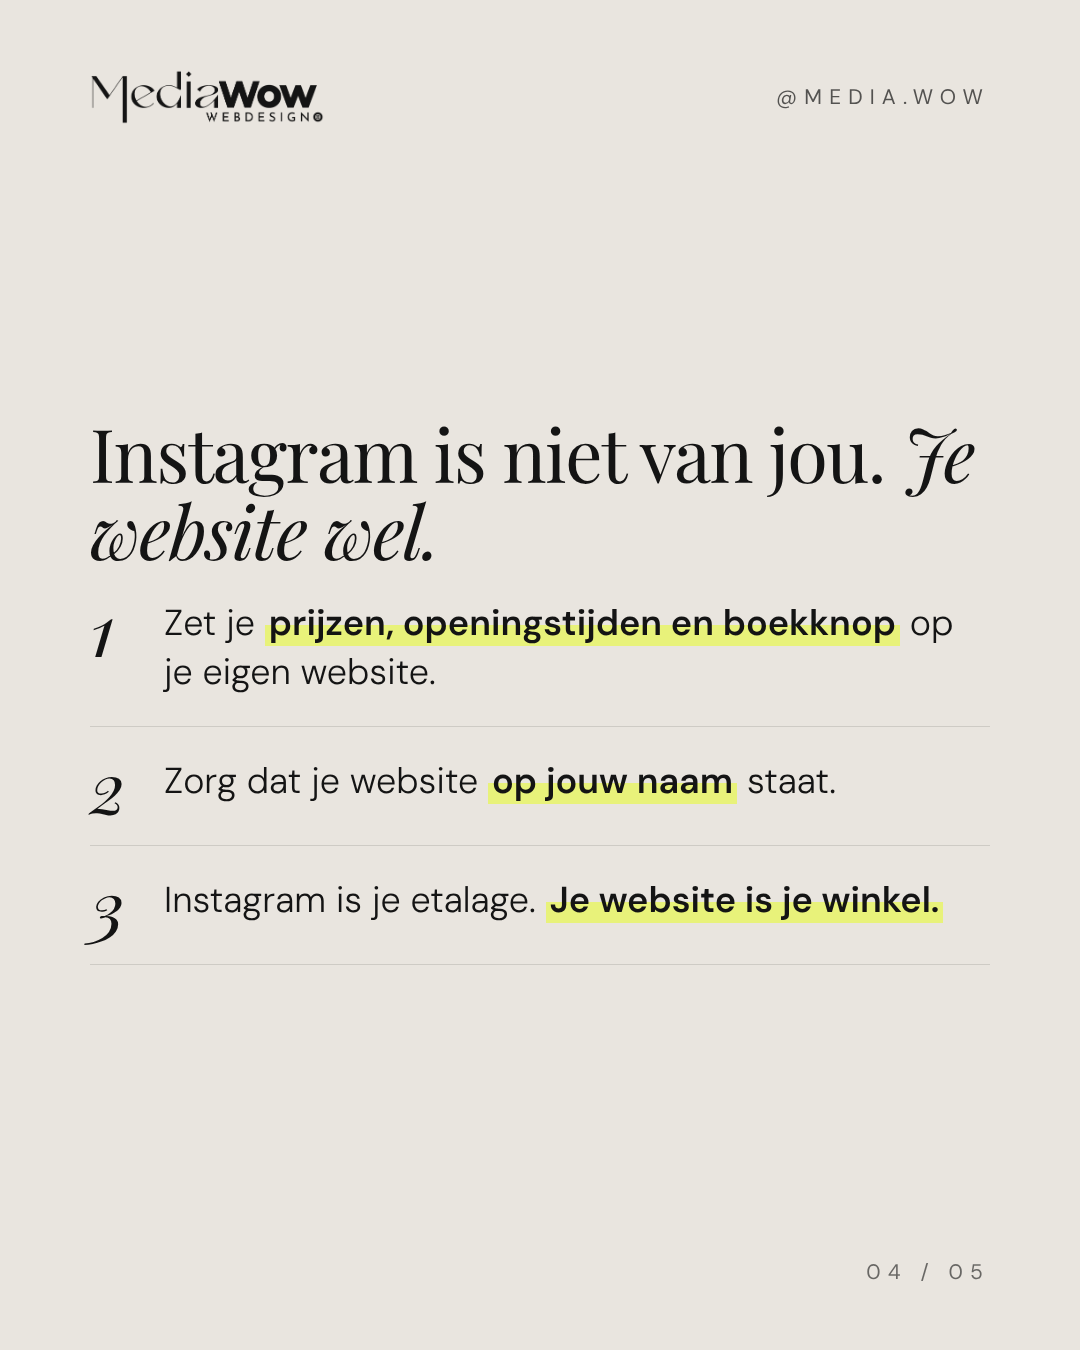 MediaWow
WEBDESIGN
@MEDIA.WOW
Instagram is niet van jou. Je
website wel.
1 Zet je prijzen, openingstijden en boekknop op
je eigen website.
2 Zorg dat je website op jouw naam staat.
3 Instagram is je etalage. Je website is je winkel.
04 / 05